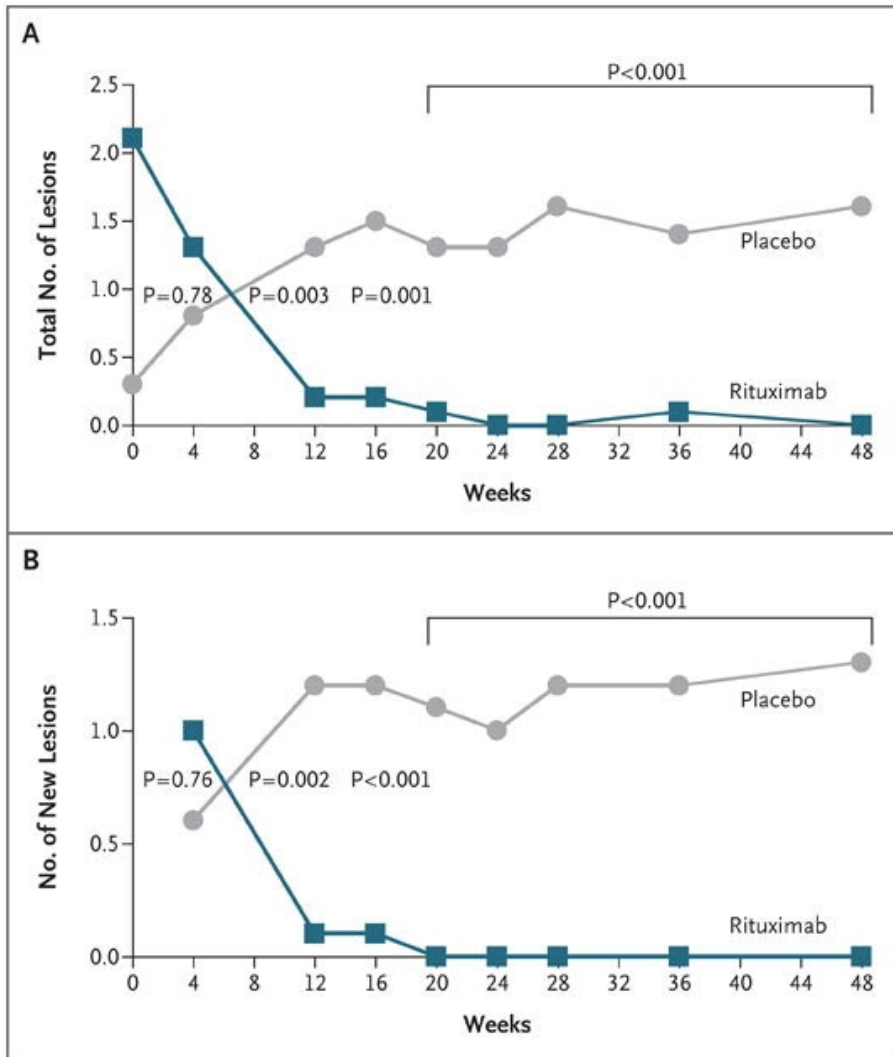 A
P<0.001
2.5
2.0
1.5
1.0
0.5
0.0
Total No. of Lesions
Placebo
P=0.78 P=0.003 P=0.001
Rituximab
0 4 8 12 16 20 24 28 32 36 40 44 48
Weeks
B
P<0.001
1.5
1.0
0.5
0.0
No. of New Lesions
Placebo
P=0.76 P=0.002 P<0.001
Rituximab
0 4 8 12 16 20 24 28 32 36 40 44 48
Weeks